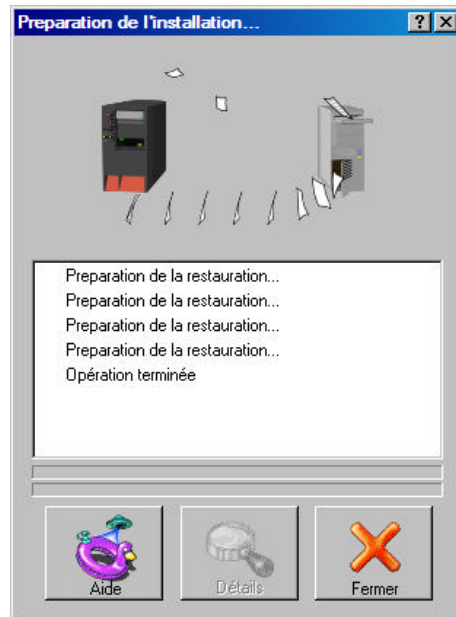 Preparation de l'installation...
Preparation de la restauration...
Preparation de la restauration...
Preparation de la restauration...
Preparation de la restauration...
Opération terminée
Aide
Détails
Fermer